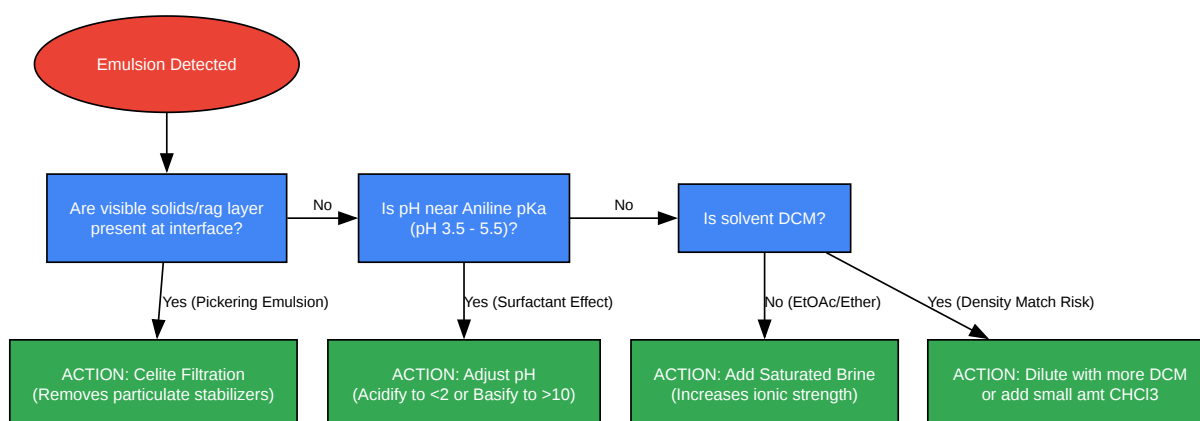 Emulsion Detected
Are visible solids/rag layer
present at interface?
No
Is pH near Aniline pKa
(pH 3.5 - 5.5)?
No
Is solvent DCM?
Yes (Pickering Emulsion)
Yes (Surfactant Effect)
No (EtOAc/Ether)
Yes (Density Match Risk)
ACTION: Celite Filtration
(Removes particulate stabilizers)
ACTION: Adjust pH
(Acidify to <2 or Basify to >10)
ACTION: Add Saturated Brine
(Increases ionic strength)
ACTION: Dilute with more DCM
or add small amt CHCl3